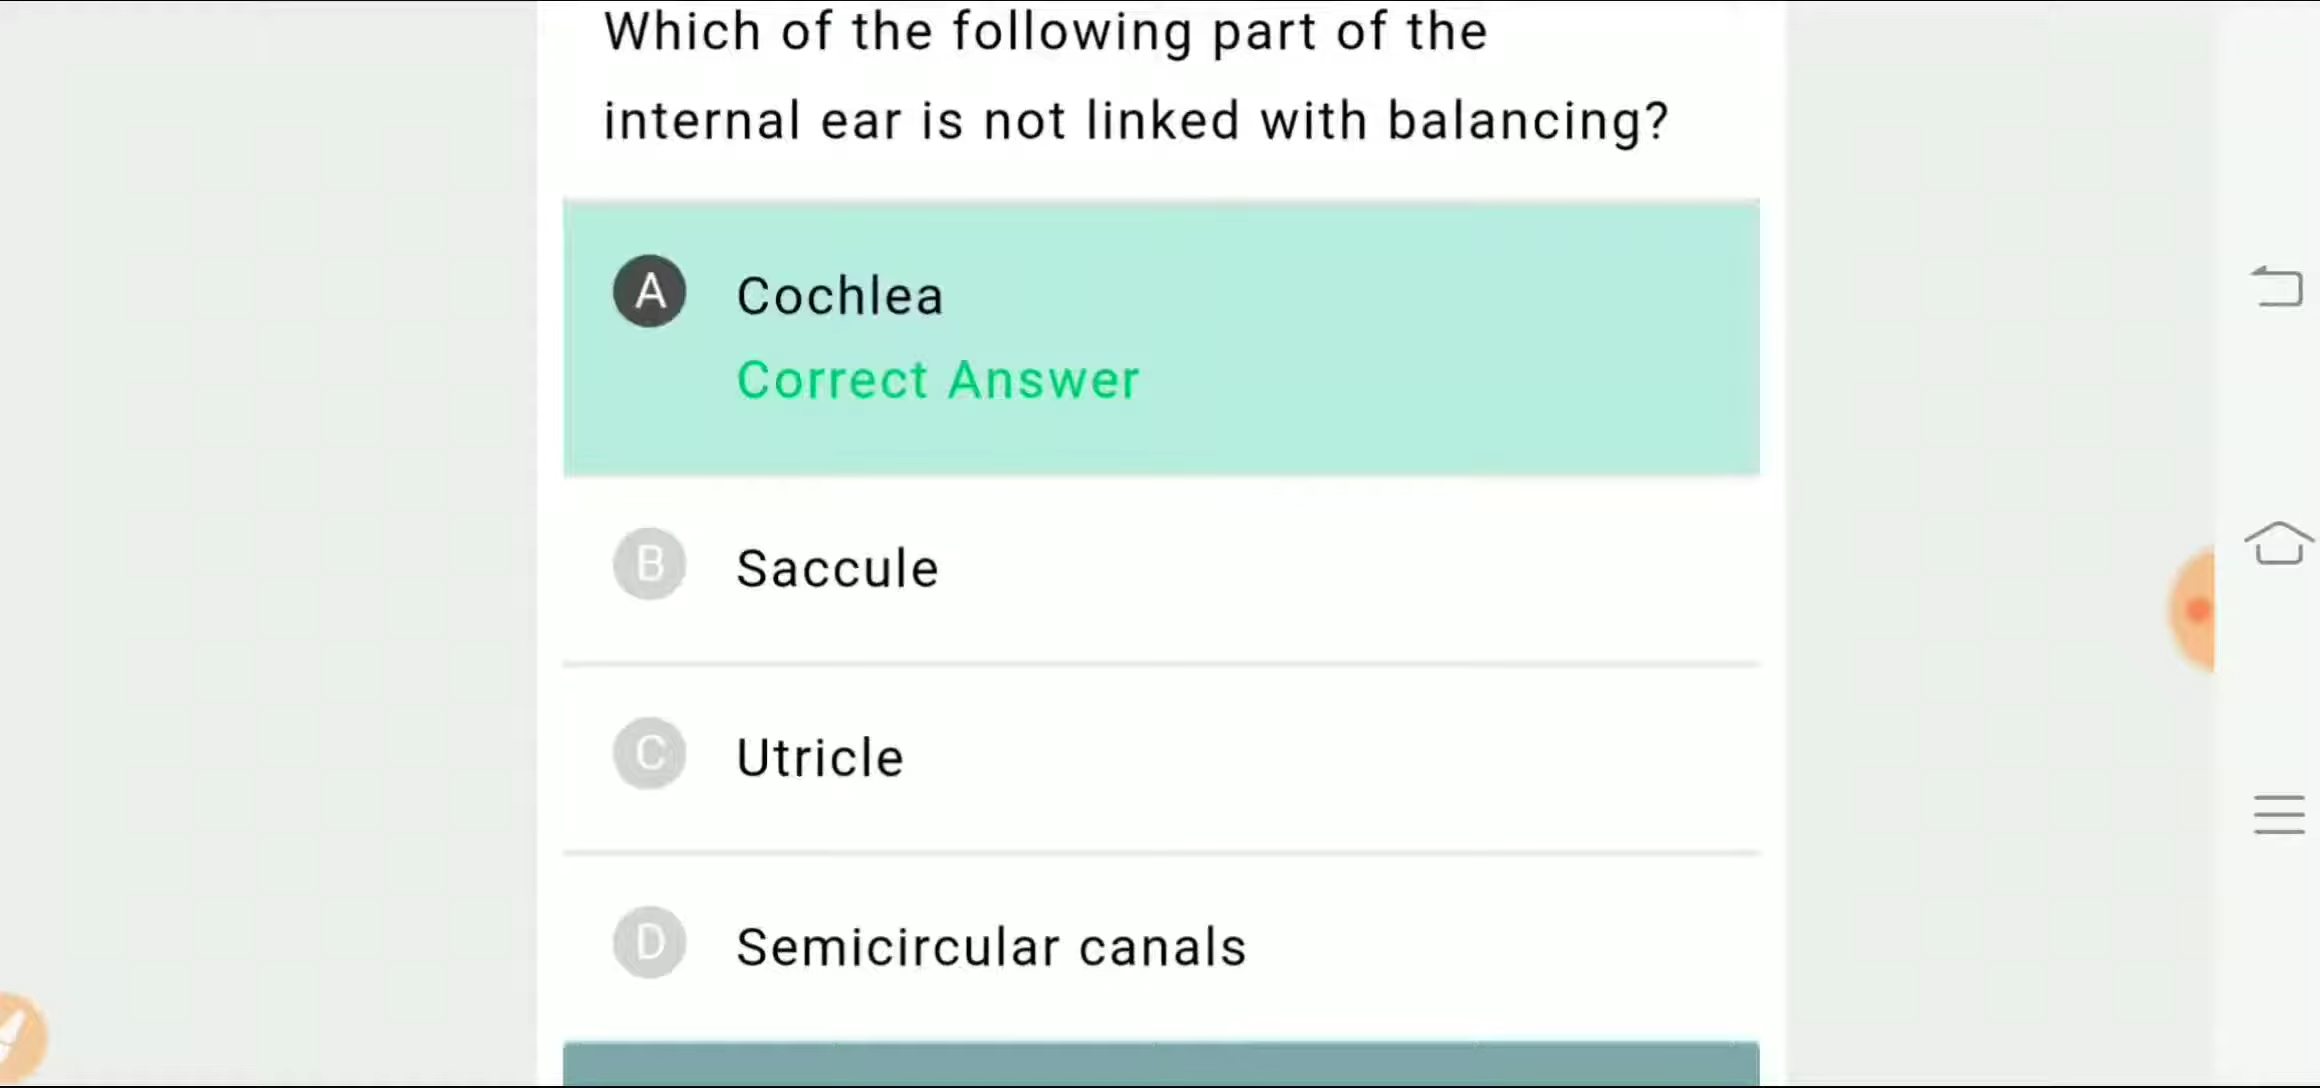 Which of the following part of the
internal ear is not linked with balancing?
A Cochlea
Correct Answer
B Saccule
C Utricle
D Semicircular canals